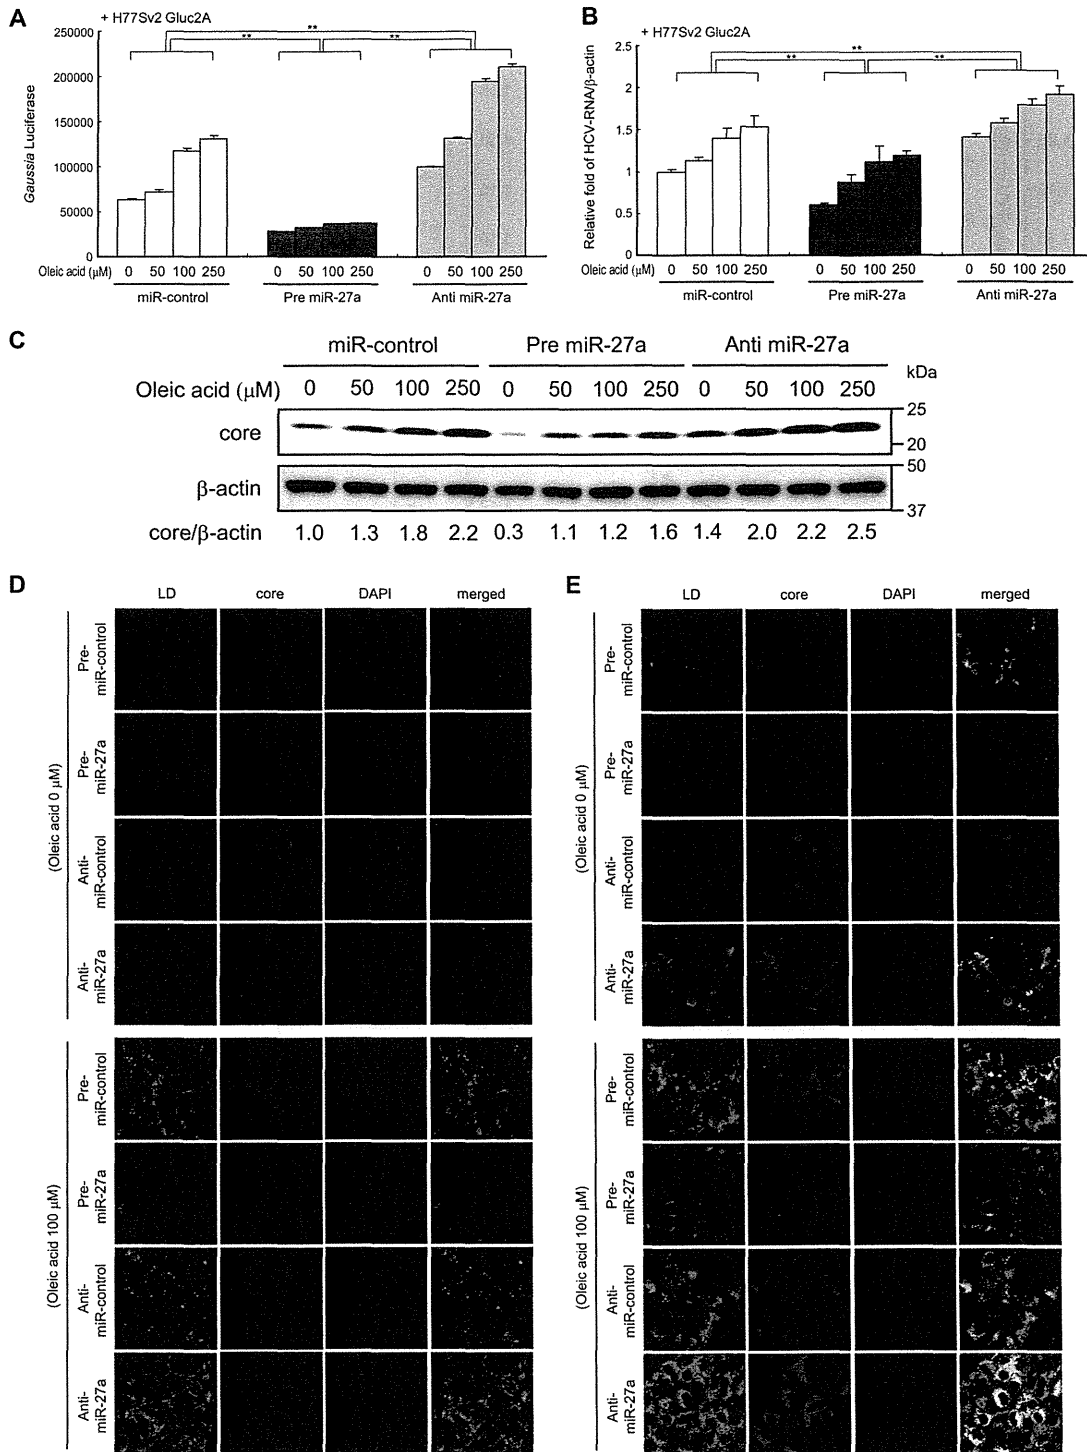 A
+ H77Sv2 Gluc2A
Gaussia Luciferase
250000
200000
150000
100000
50000
0
**
** **
Oleic acid (μM) 0 50 100 250 0 50 100 250 0 50 100 250
miR-control Pre miR-27a Anti miR-27a
B
+ H77Sv2 Gluc2A
Relative fold of HCV-RNA/β-actin
2.5
2
1.5
1
0.5
0
**
** **
Oleic acid (μM) 0 50 100 250 0 50 100 250 0 50 100 250
miR-control Pre miR-27a Anti miR-27a
C
miR-control Pre miR-27a Anti miR-27a
kDa
Oleic acid (μM) 0 50 100 250 0 50 100 250 0 50 100 250
core
25
20
β-actin
50
37
core/β-actin 1.0 1.3 1.8 2.2 0.3 1.1 1.2 1.6 1.4 2.0 2.2 2.5
D
LD core DAPI merged
(Oleic acid 0 μM)
Pre-
miR-control
Pre-
miR-27a
Anti-
miR-control
Anti-
miR-27a
(Oleic acid 100 μM)
Pre-
miR-control
Pre-
miR-27a
Anti-
miR-control
Anti-
miR-27a
E
LD core DAPI merged
(Oleic acid 0 μM)
Pre-
miR-control
Pre-
miR-27a
Anti-
miR-control
Anti-
miR-27a
(Oleic acid 100 μM)
Pre-
miR-control
Pre-
miR-27a
Anti-
miR-control
Anti-
miR-27a